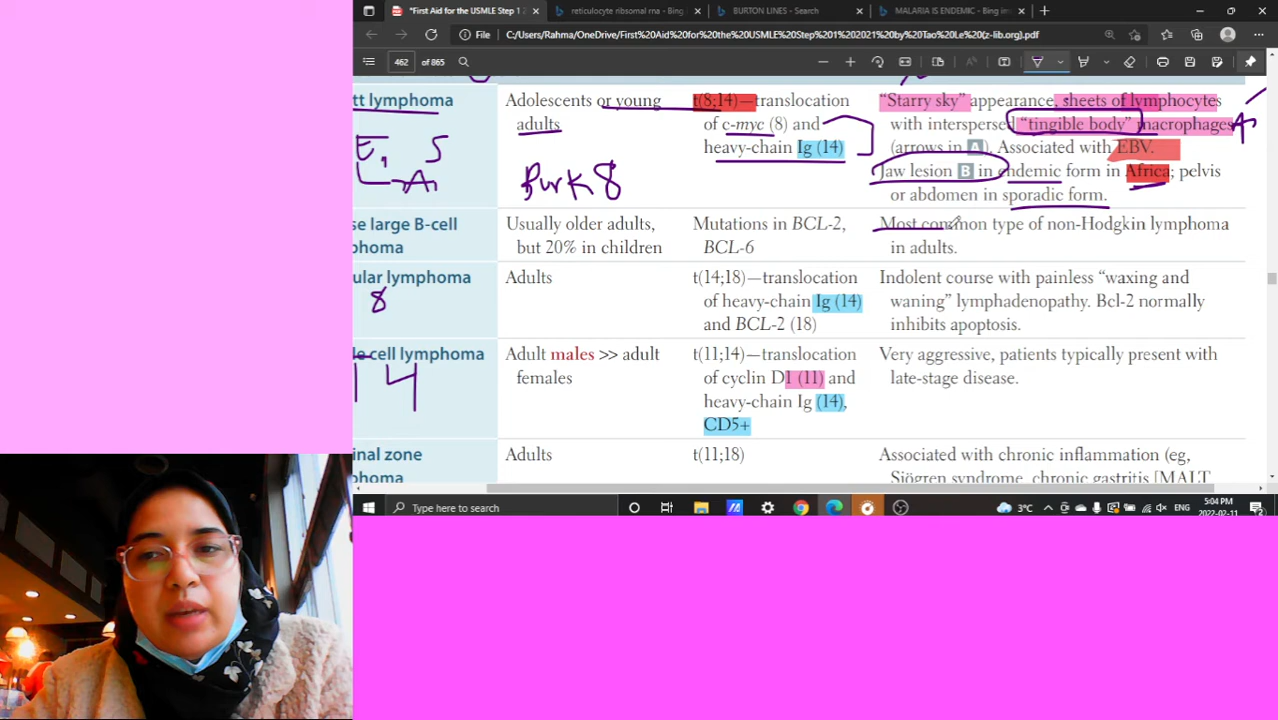 "First Aid for the USMLE Step 1
reticulocyte ribosomal rna - Bing
BURTON LINES - Search
MALARIA IS ENDEMIC - Bing im
File
C:/Users/Rahma/OneDrive/First%20Aid%20for%20the%20USMLE%20Step%201%202021%20by%20Tao%20Le%20(z-lib.org).pdf
462 of 865
tt lymphoma
Adolescents or young
adults
t(8;14)—translocation
of c-myc (8) and
heavy-chain Ig (14)
"Starry sky" appearance, sheets of lymphocytes
with interspersed "tingible body" macrophages
(arrows in A). Associated with EBV.
Jaw lesion B in endemic form in Africa; pelvis
or abdomen in sporadic form.
E, S
A
Burk 8
se large B-cell
phoma
Usually older adults,
but 20% in children
Mutations in BCL-2,
BCL-6
Most common type of non-Hodgkin lymphoma
in adults.
ular lymphoma
8
Adults
t(14;18)—translocation
of heavy-chain Ig (14)
and BCL-2 (18)
Indolent course with painless "waxing and
waning" lymphadenopathy. Bcl-2 normally
inhibits apoptosis.
le cell lymphoma
14
Adult males >> adult
females
t(11;14)—translocation
of cyclin D1 (11) and
heavy-chain Ig (14),
CD5+
Very aggressive, patients typically present with
late-stage disease.
inal zone
phoma
Adults
t(11;18)
Associated with chronic inflammation (eg,
Sjögren syndrome, chronic gastritis [MALT
Type here to search
3°C
ENG
5:04 PM
2022-02-11